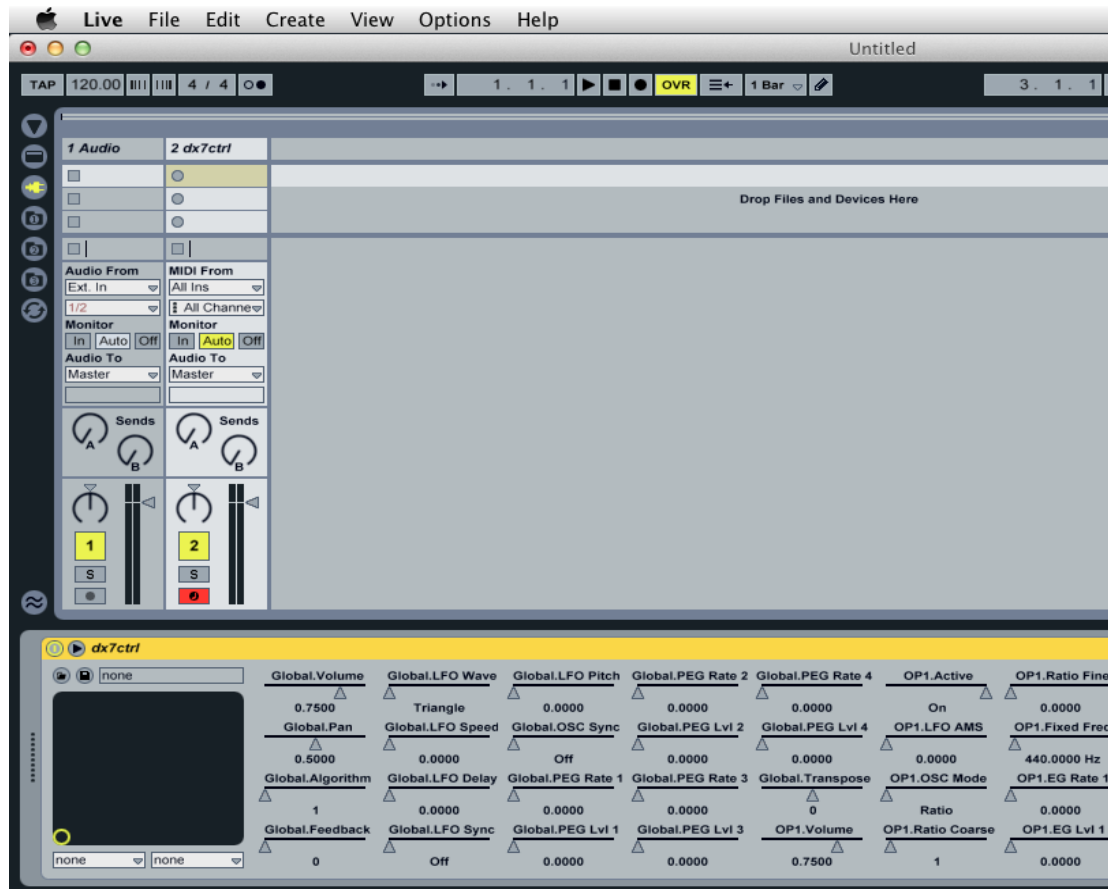 Live File Edit Create View Options Help
Untitled
TAP 120.00 4 / 4 1. 1. 1 OVR 1 Bar 3. 1. 1
1 Audio 2 dx7ctrl
Drop Files and Devices Here
Audio From MIDI From
Ext. In All Ins
1/2 All Channe
Monitor Monitor
In Auto Off In Auto Off
Audio To Audio To
Master Master
Sends Sends
A A
B B
1 2
S S
dx7ctrl
none
Global.Volume Global.LFO Wave Global.LFO Pitch Global.PEG Rate 2 Global.PEG Rate 4 OP1.Active OP1.Ratio Fine
0.7500 Triangle 0.0000 0.0000 0.0000 On 0.0000
Global.Pan Global.LFO Speed Global.OSC Sync Global.PEG Lvl 2 Global.PEG Lvl 4 OP1.LFO AMS OP1.Fixed Freq
0.5000 0.0000 Off 0.0000 0.0000 0.0000 440.0000 Hz
Global.Algorithm Global.LFO Delay Global.PEG Rate 1 Global.PEG Rate 3 Global.Transpose OP1.OSC Mode OP1.EG Rate 1
1 0.0000 0.0000 0.0000 0 Ratio 0.0000
Global.Feedback Global.LFO Sync Global.PEG Lvl 1 Global.PEG Lvl 3 OP1.Volume OP1.Ratio Coarse OP1.EG Lvl 1
0 Off 0.0000 0.0000 0.7500 1 0.0000
none none